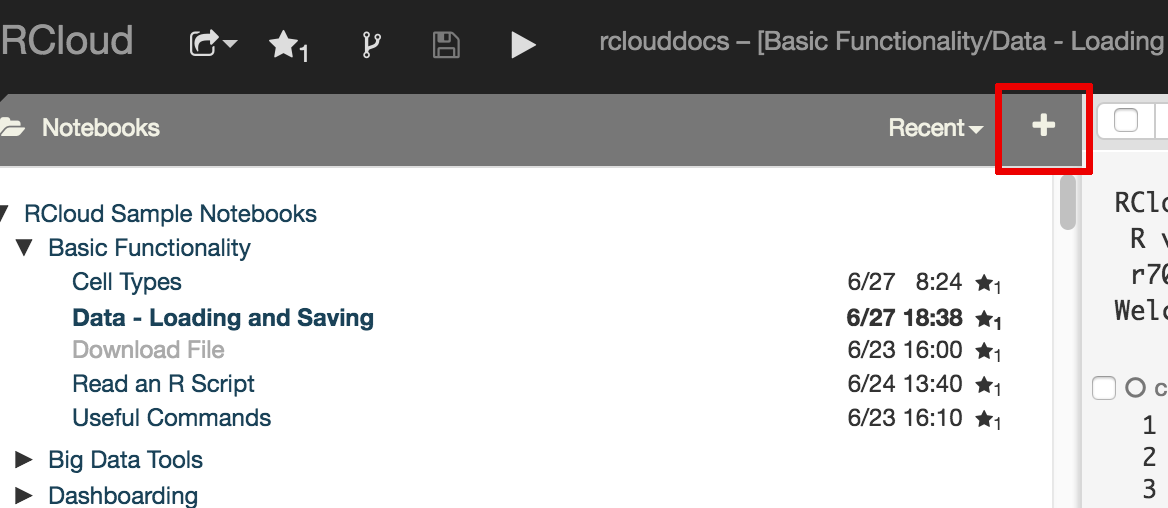 RCloud 1 rclouddocs – [Basic Functionality/Data - Loading
Notebooks Recent
RCloud Sample Notebooks
Basic Functionality
Cell Types 6/27 8:24 1
Data - Loading and Saving 6/27 18:38 1
Download File 6/23 16:00 1
Read an R Script 6/24 13:40 1
Useful Commands 6/23 16:10 1
Big Data Tools
Dashboarding
RClo
R v
r70
Welc
c
1
2
3